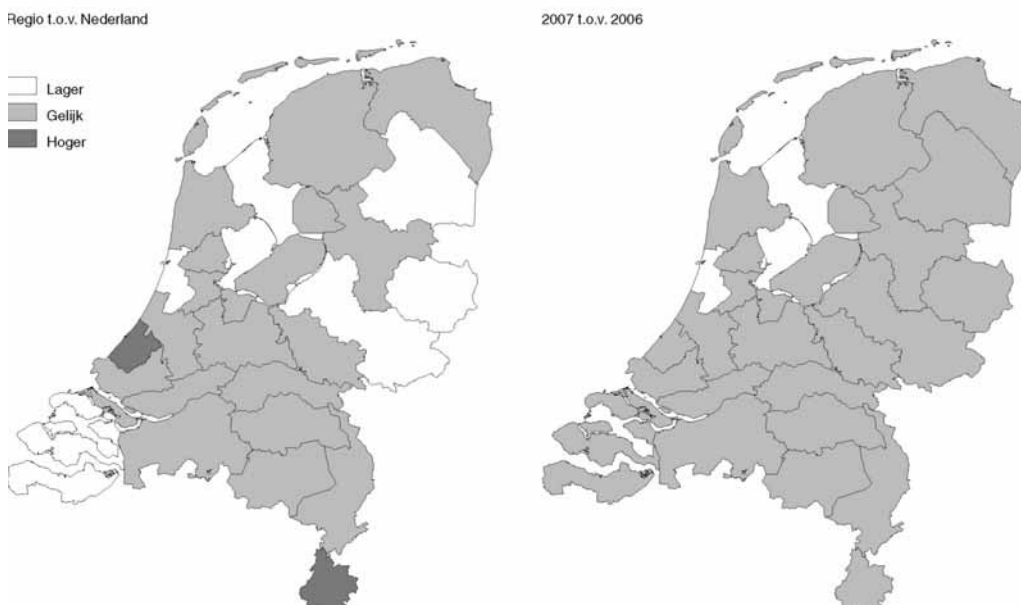 Regio t.o.v. Nederland
2007 t.o.v. 2006
Lager
Gelijk
Hoger